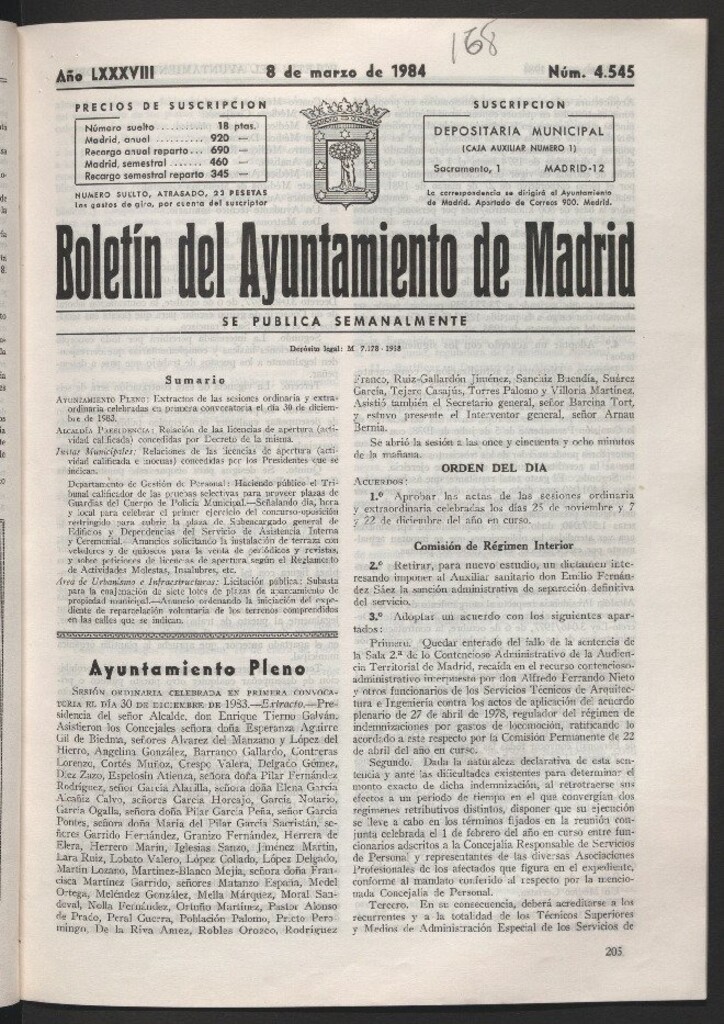 168
Año LXXXVIII 8 de marzo de 1984 Núm. 4.545
PRECIOS DE SUSCRIPCION
Número suelto .......... 18 ptas.
Madrid, anual .......... 920 —
Recargo anual reparto ... 690 —
Madrid, semestral ....... 460 —
Recargo semestral reparto 345 —
NUMERO SUELTO, ATRASADO, 23 PESETAS
Los gastos de giro, por cuenta del suscriptor
SUSCRIPCION
DEPOSITARIA MUNICIPAL
(CAJA AUXILIAR NUMERO 1)
Sacramento, 1 MADRID-12
La correspondencia se dirigirá al Ayuntamiento
de Madrid. Apartado de Correos 900. Madrid.
Boletín del Ayuntamiento de Madrid
SE PUBLICA SEMANALMENTE
Depósito legal: M. 7.178 - 1958
Sumario
AYUNTAMIENTO PLENO: Extractos de las sesiones ordinaria y extra-
ordinaria celebradas en primera convocatoria el día 30 de diciem-
bre de 1983.
ALCALDÍA PRESIDENCIA: Relación de las licencias de apertura (acti-
vidad calificada) concedidas por Decreto de la misma.
Juntas Municipales: Relaciones de las licencias de apertura (acti-
vidad calificada e inocuas) concedidas por los Presidentes que se
indican.
Departamento de Gestión de Personal: Haciendo público el Tri-
bunal calificador de las pruebas selectivas para proveer plazas de
Guardias del Cuerpo de Policía Municipal.—Señalando día, hora
y local para celebrar el primer ejercicio del concurso-oposición
restringido para cubrir la plaza de Subencargado general de
Edificios y Dependencias del Servicio de Asistencia Interna
y Ceremonial.—Anuncios solicitando la instalación de terraza con
veladores y de quioscos para la venta de periódicos y revistas,
y sobre peticiones de licencias de apertura según el Reglamento
de Actividades Molestas, Insalubres, etc.
Area de Urbanismo e Infraestructuras: Licitación pública: Subasta
para la enajenación de siete lotes de plazas de aparcamiento de
propiedad municipal.—Anuncio ordenando la iniciación del expe-
diente de reparcelación voluntaria de los terrenos comprendidos
en las calles que se indican.
Ayuntamiento Pleno
SESIÓN ORDINARIA CELEBRADA EN PRIMERA CONVOCA-
TORIA EL DÍA 30 DE DICIEMBRE DE 1983.—Extracto.—Pre-
sidencia del señor Alcalde, don Enrique Tierno Galván.
Asistieron los Concejales señora doña Esperanza Aguirre
Gil de Biedma, señores Alvarez del Manzano y López del
Hierro, Angelina González, Barranco Gallardo, Contreras
Lorenzo, Cortés Muñoz, Crespo Valera, Delgado Gómez,
Díez Zazo, Espelosín Atienza, señora doña Pilar Fernández
Rodríguez, señor García Alarilla, señora doña Elena García
Alcañiz Calvo, señores García Horcajo, García Notario,
García Ogalla, señora doña Pilar García Peña, señor García
Pontes, señora doña María del Pilar García Sacristán, se-
ñores Garrido Hernández, Granizo Fernández, Herrera de
Elera, Herrero Marín, Iglesias Sanzo, Jiménez Martín,
Lara Ruiz, Lobato Valero, López Collado, López Delgado,
Martín Lozano, Martínez-Blanco Mejía, señora doña Fran-
cisca Martínez Garrido, señores Matanzo España, Medel
Ortega, Meléndez González, Mella Márquez, Moral San-
doval, Nolla Fernández, Ortuño Martínez, Pastor Alonso
de Prado, Peral Guerra, Población Palomo, Prieto Pero-
mingo, De la Riva Amez, Robles Orozco, Rodríguez
Franco, Ruiz-Gallardón Jiménez, Sanchiz Buendía, Suárez
García, Tejero Casajús, Torres Palomo y Villoria Martínez.
Asistió también el Secretario general, señor Barcina Tort,
y estuvo presente el Interventor general, señor Arnau
Bernia.
Se abrió la sesión a las once y cincuenta y ocho minutos
de la mañana.
ORDEN DEL DIA
ACUERDOS:
1.º Aprobar las actas de las sesiones ordinaria
y extraordinaria celebradas los días 25 de noviembre y 7
y 22 de diciembre del año en curso.
Comisión de Régimen Interior
2.º Retirar, para nuevo estudio, un dictamen inte-
resando imponer al Auxiliar sanitario don Emilio Fernán-
dez Sáez la sanción administrativa de separación definitiva
del servicio.
3.º Adoptar un acuerdo con los siguientes apar-
tados:
Primero. Quedar enterado del fallo de la sentencia de
la Sala 2.ª de lo Contencioso Administrativo de la Audien-
cia Territorial de Madrid, recaída en el recurso contencioso-
administrativo interpuesto por don Alfredo Ferrando Nieto
y otros funcionarios de los Servicios Técnicos de Arquitec-
tura e Ingeniería contra los actos de aplicación del acuerdo
plenario de 27 de abril de 1978, regulador del régimen de
indemnizaciones por gastos de locomoción, ratificando lo
acordado a este respecto por la Comisión Permanente de 22
de abril del año en curso.
Segundo. Dada la naturaleza declarativa de esta sen-
tencia y ante las dificultades existentes para determinar el
monto exacto de dicha indemnización, al retrotraerse sus
efectos a un período de tiempo en el que convergían dos
regímenes retributivos distintos, disponer que su ejecución
se lleve a cabo en los términos fijados en la reunión con-
junta celebrada el 1 de febrero del año en curso entre fun-
cionarios adscritos a la Concejalía Responsable de Servicios
de Personal y representantes de las diversas Asociaciones
Profesionales de los afectados que figura en el expediente,
conforme al mandato conferido al respecto por la mencio-
nada Concejalía de Personal.
Tercero. En su consecuencia, deberá acreditarse a los
recurrentes y a la totalidad de los Técnicos Superiores
y Medios de Administración Especial de los Servicios de
205